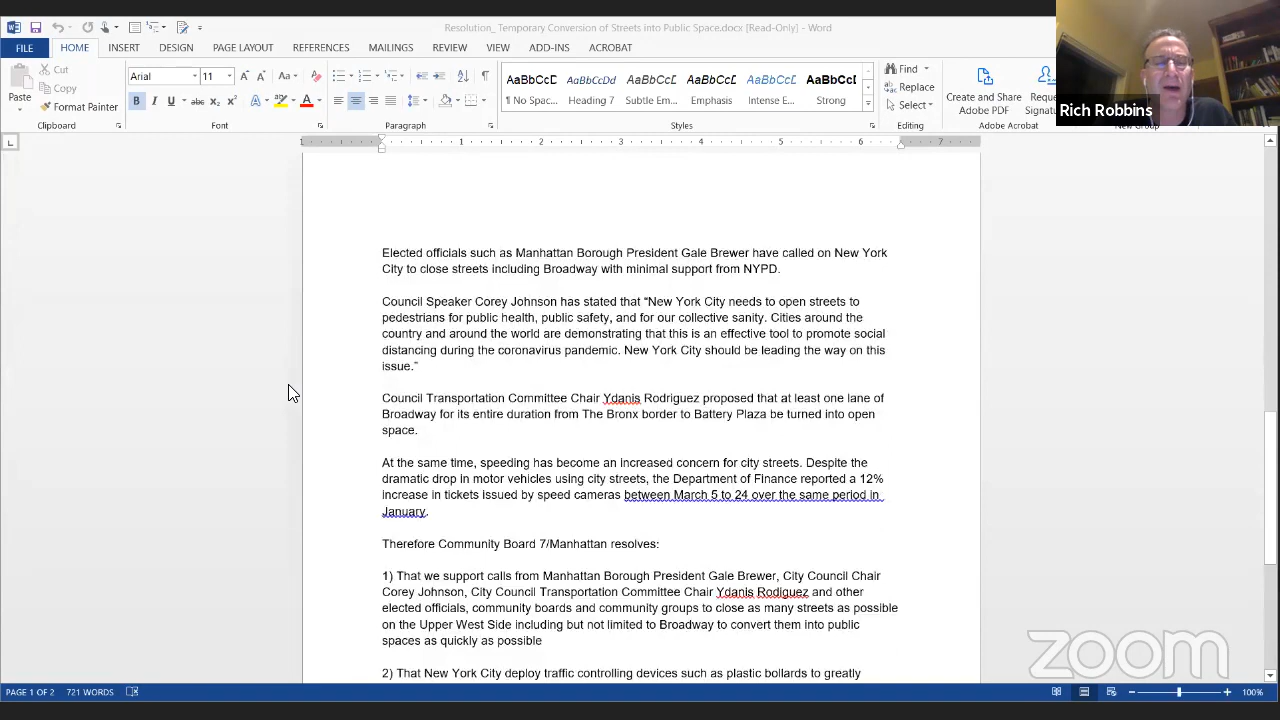 Resolution_ Temporary Conversion of Streets into Public Space.docx [Read-Only] - Word
FILE HOME INSERT DESIGN PAGE LAYOUT REFERENCES MAILINGS REVIEW VIEW ADD-INS ACROBAT
Paste
Cut
Copy
Format Painter
Clipboard
Arial 11
Font
Paragraph
AaBbCcD AaBbCcDd AaBbCcD AaBbCcD AaBbCcD AaBbCcD
¶ No Spac... Heading 7 Subtle Em... Emphasis Intense E... Strong
Styles
Find
Replace
Select
Editing
Create and Share
Adobe PDF
Adobe Acrobat
Rich Robbins
Elected officials such as Manhattan Borough President Gale Brewer have called on New York
City to close streets including Broadway with minimal support from NYPD.
Council Speaker Corey Johnson has stated that “New York City needs to open streets to
pedestrians for public health, public safety, and for our collective sanity. Cities around the
country and around the world are demonstrating that this is an effective tool to promote social
distancing during the coronavirus pandemic. New York City should be leading the way on this
issue.”
Council Transportation Committee Chair Ydanis Rodriguez proposed that at least one lane of
Broadway for its entire duration from The Bronx border to Battery Plaza be turned into open
space.
At the same time, speeding has become an increased concern for city streets. Despite the
dramatic drop in motor vehicles using city streets, the Department of Finance reported a 12%
increase in tickets issued by speed cameras between March 5 to 24 over the same period in
January.
Therefore Community Board 7/Manhattan resolves:
1) That we support calls from Manhattan Borough President Gale Brewer, City Council Chair
Corey Johnson, City Council Transportation Committee Chair Ydanis Rodiguez and other
elected officials, community boards and community groups to close as many streets as possible
on the Upper West Side including but not limited to Broadway to convert them into public
spaces as quickly as possible
2) That New York City deploy traffic controlling devices such as plastic bollards to greatly
zoom
PAGE 1 OF 2 721 WORDS 100%